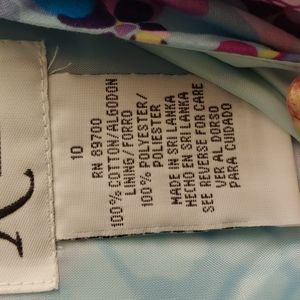 10
RN 89700
100% COTTON/ALGODON
LINING/FORRO
100% POLYESTER/
100% POLIESTER
MADE IN SRI LANKA
HECHO EN SRI LANKA
SEE REVERSE FOR CARE
VER AL DORSO
PARA CUIDADO